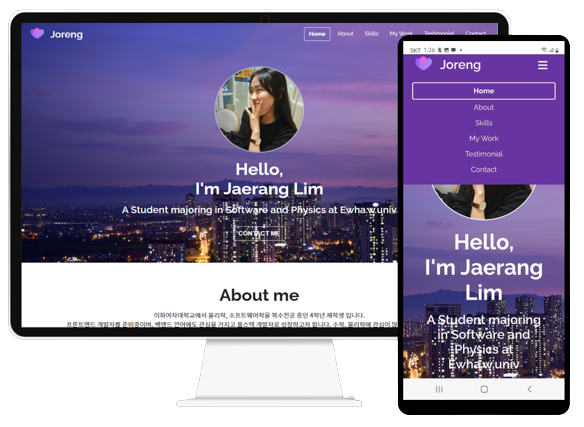 Joreng
Home
About
Skills
My Work
Testimonial
Contact
Hello,
I'm Jaerang Lim
A Student majoring in Software and Physics at Ewha.w.univ
CONTACT ME
About me
이화여자대학교에서 물리학, 소프트웨어학을 복수전공 중인 4학년 재학생 입니다.
프론트엔드 개발자를 준비중이며, 백엔드 언어에도 관심을 가지고 풀스택 개발자로 성장하고자 합니다. 수학, 물리학에 관심이
SKT 1:26
Joreng
Home
About
Skills
My Work
Testimonial
Contact
Hello,
I'm Jaerang
Lim
A Student majoring
in Software and
Physics at
Ewha.w.univ